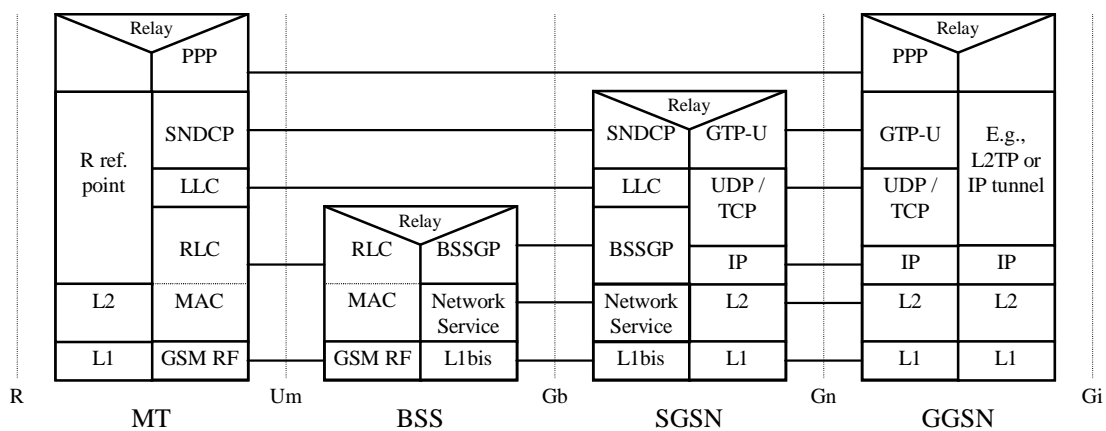 Relay
PPP
R ref.
point
SNDCP
LLC
RLC
L2
MAC
L1
GSM RF
Relay
RLC
BSSGP
MAC
Network
Service
GSM RF
L1bis
Relay
SNDCP
GTP-U
LLC
UDP /
TCP
BSSGP
IP
Network
Service
L2
L1bis
L1
Relay
PPP
GTP-U
E.g.,
L2TP or
IP tunnel
UDP /
TCP
IP
IP
L2
L2
L1
L1
R
Um
Gb
Gn
Gi
MT
BSS
SGSN
GGSN